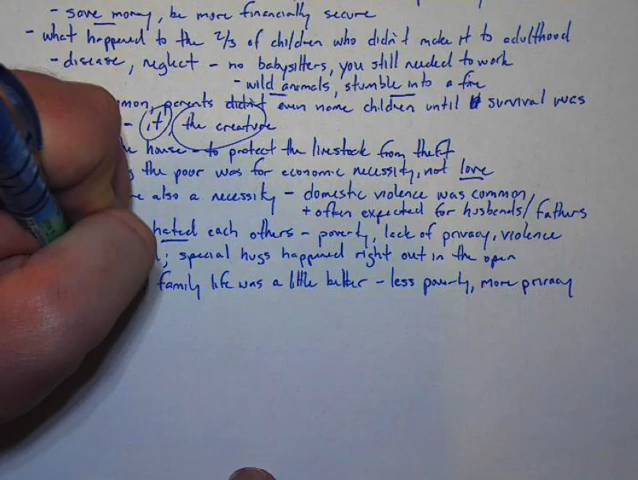 - save money, be more financially secure
- what happened to the 2/3 of children who didn't make it to adulthood
- disease, neglect - no babysitters, you still needed to work
- wild animals, stumble into a fire
mmon, parents didn't even name children until survival was
- "it", the creature
e house - to protect the livestock from theft
g the poor was for economic necessity, not love
re also a necessity - domestic violence was common,
+ often expected for husbands/fathers
hated each others - poverty, lack of privacy, violence
; special hugs happened right out in the open
family life was a little better - less poverty, more privacy